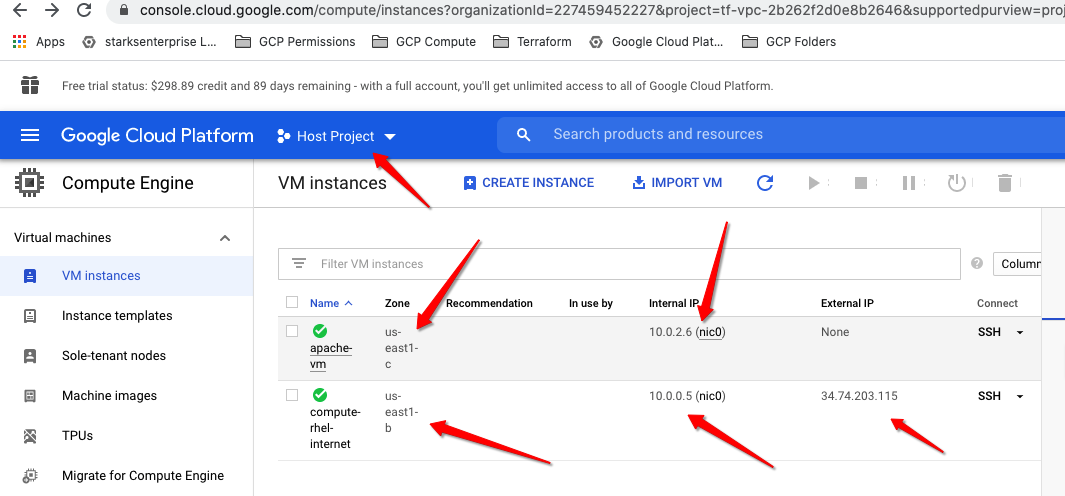 console.cloud.google.com/compute/instances?organizationId=227459452227&project=tf-vpc-2b262f2d0e8b2646&supportedpurview=proj
Apps starksenterprise L... GCP Permissions GCP Compute Terraform Google Cloud Plat... GCP Folders
Free trial status: $298.89 credit and 89 days remaining - with a full account, you'll get unlimited access to all of Google Cloud Platform.
Google Cloud Platform Host Project Search products and resources
Compute Engine VM instances CREATE INSTANCE IMPORT VM
Virtual machines
VM instances
Instance templates
Sole-tenant nodes
Machine images
TPUs
Migrate for Compute Engine
Filter VM instances Column
Name Zone Recommendation In use by Internal IP External IP Connect
us- 10.0.2.6 (nic0) None SSH
apache- east1-
vm c
us- 10.0.0.5 (nic0) 34.74.203.115 SSH
compute- east1-
rhel- b
internet